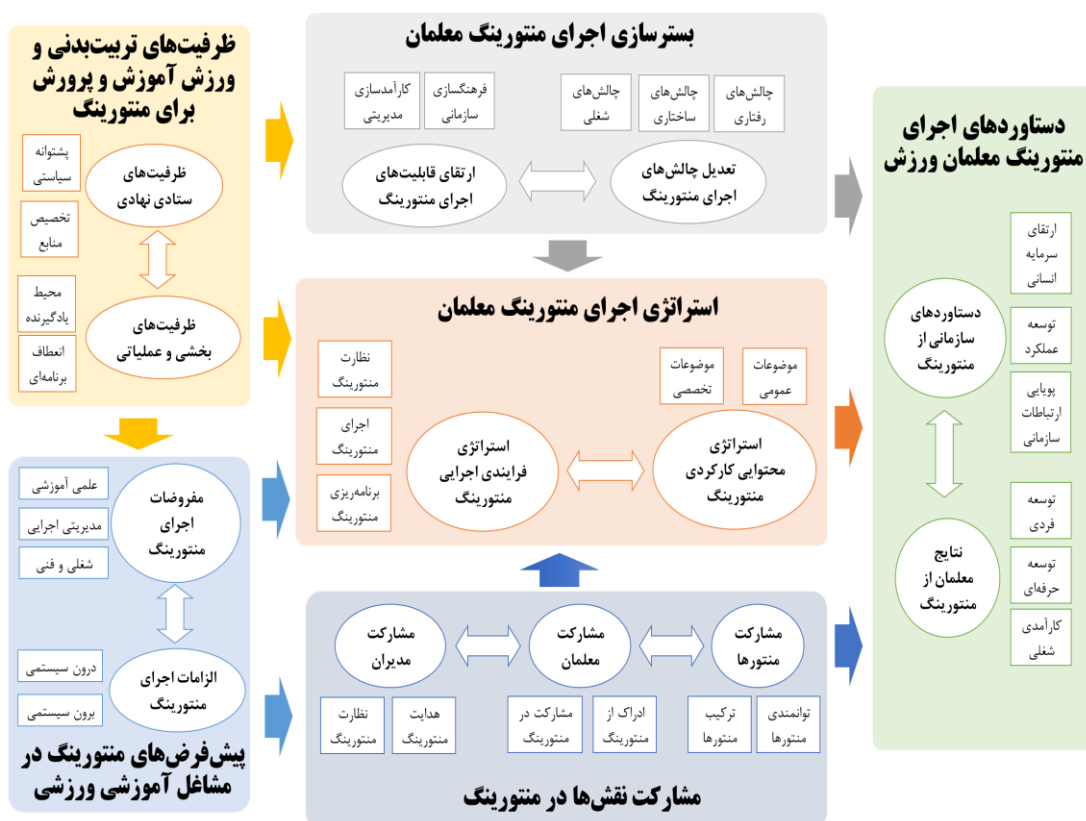 ظرفیت‌های تربیت‌بدنی و
ورزش آموزش و پرورش
برای منتورینگ
پشتوانه
سیاستی
تخصیص
منابع
محیط
یادگیرنده
انعطاف
برنامه‌ای
ظرفیت‌های
ستادی نهادی
ظرفیت‌های
بخشی و عملیاتی
علمی آموزشی
مدیریتی اجرایی
شغلی و فنی
درون سیستمی
برون سیستمی
مفروضات
اجرای
منتورینگ
الزامات اجرای
منتورینگ
پیش‌فرض‌های منتورینگ در
مشاغل آموزشی ورزشی
بسترسازی اجرای منتورینگ معلمان
چالش‌های
رفتاری
چالش‌های
ساختاری
چالش‌های
شغلی
فرهنگسازی
سازمانی
کارآمدسازی
مدیریتی
تعدیل چالش‌های
اجرای منتورینگ
ارتقای قابلیت‌های
اجرای منتورینگ
استراتژی اجرای منتورینگ معلمان
موضوعات
عمومی
موضوعات
تخصصی
نظارت
منتورینگ
اجرای
منتورینگ
برنامه‌ریزی
منتورینگ
استراتژی
محتوایی کارکردی
منتورینگ
استراتژی
فرایندی اجرایی
منتورینگ
مشارکت
منتورها
مشارکت
معلمان
مشارکت
مدیران
توانمندی
منتورها
ترکیب
منتورها
ادراک از
منتورینگ
مشارکت در
منتورینگ
هدایت
منتورینگ
نظارت
منتورینگ
مشارکت نقش‌ها در منتورینگ
دستاوردهای اجرای
منتورینگ معلمان ورزش
ارتقای
سرمایه
انسانی
توسعه
عملکرد
پویایی
ارتباطات
سازمانی
دستاوردهای
سازمانی از
منتورینگ
توسعه
فردی
توسعه
حرفه‌ای
کارآمدی
شغلی
نتایج
معلمان از
منتورینگ